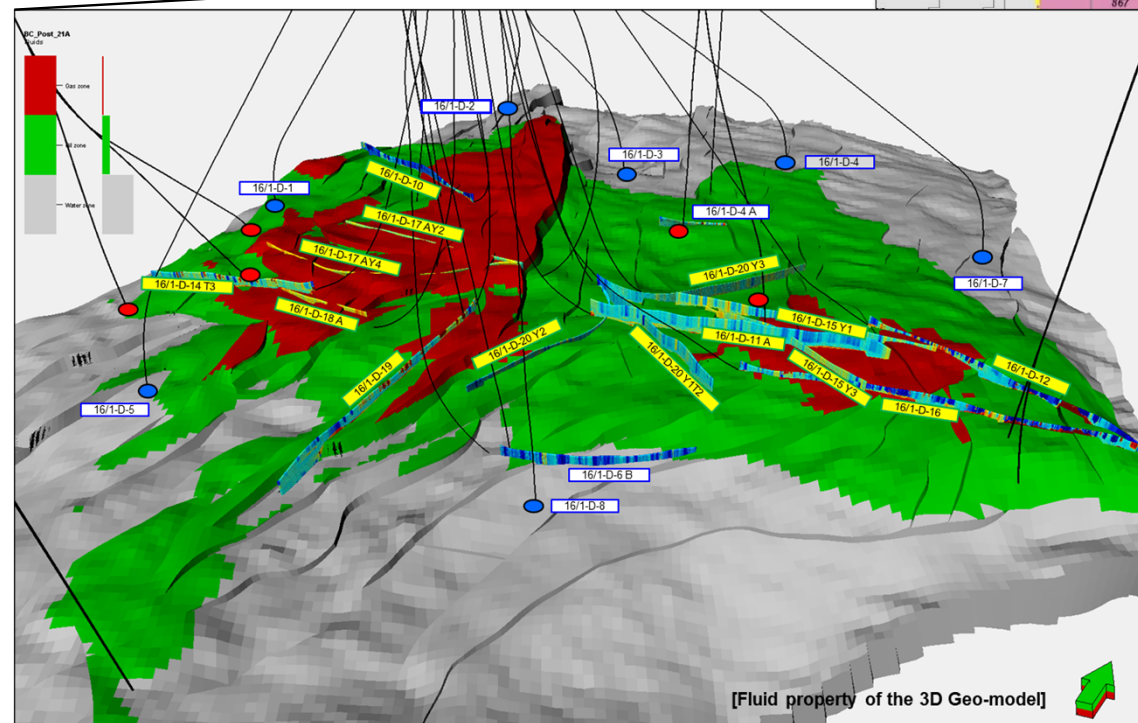 867
BC_Post_21A
Fluids
Gas zone
Oil zone
Water zone
16/1-D-2
16/1-D-3
16/1-D-4
16/1-D-10
16/1-D-1
16/1-D-4 A
16/1-D-17 AY2
16/1-D-17 AY4
16/1-D-7
16/1-D-14 T3
16/1-D-20 Y3
16/1-D-18 A
16/1-D-15 Y1
16/1-D-20 Y2
16/1-D-11 A
16/1-D-19
16/1-D-20 Y1T2
16/1-D-15 Y3
16/1-D-12
16/1-D-5
16/1-D-16
16/1-D-6 B
16/1-D-8
[Fluid property of the 3D Geo-model]